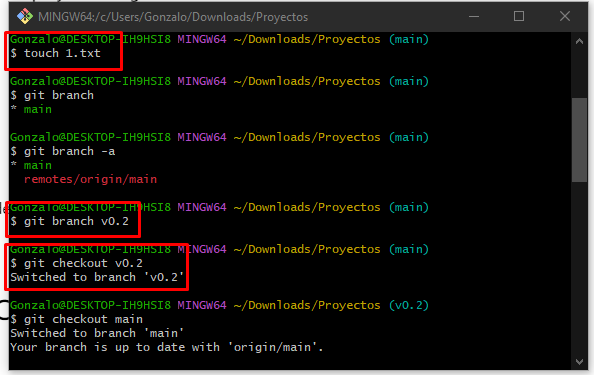 MINGW64:/c/Users/Gonzalo/Downloads/Proyectos
Gonzalo@DESKTOP-IH9HSI8 MINGW64 ~/Downloads/Proyectos (main)
$ touch 1.txt
Gonzalo@DESKTOP-IH9HSI8 MINGW64 ~/Downloads/Proyectos (main)
$ git branch
* main
Gonzalo@DESKTOP-IH9HSI8 MINGW64 ~/Downloads/Proyectos (main)
$ git branch -a
* main
remotes/origin/main
Gonzalo@DESKTOP-IH9HSI8 MINGW64 ~/Downloads/Proyectos (main)
$ git branch v0.2
Gonzalo@DESKTOP-IH9HSI8 MINGW64 ~/Downloads/Proyectos (main)
$ git checkout v0.2
Switched to branch 'v0.2'
Gonzalo@DESKTOP-IH9HSI8 MINGW64 ~/Downloads/Proyectos (v0.2)
$ git checkout main
Switched to branch 'main'
Your branch is up to date with 'origin/main'.